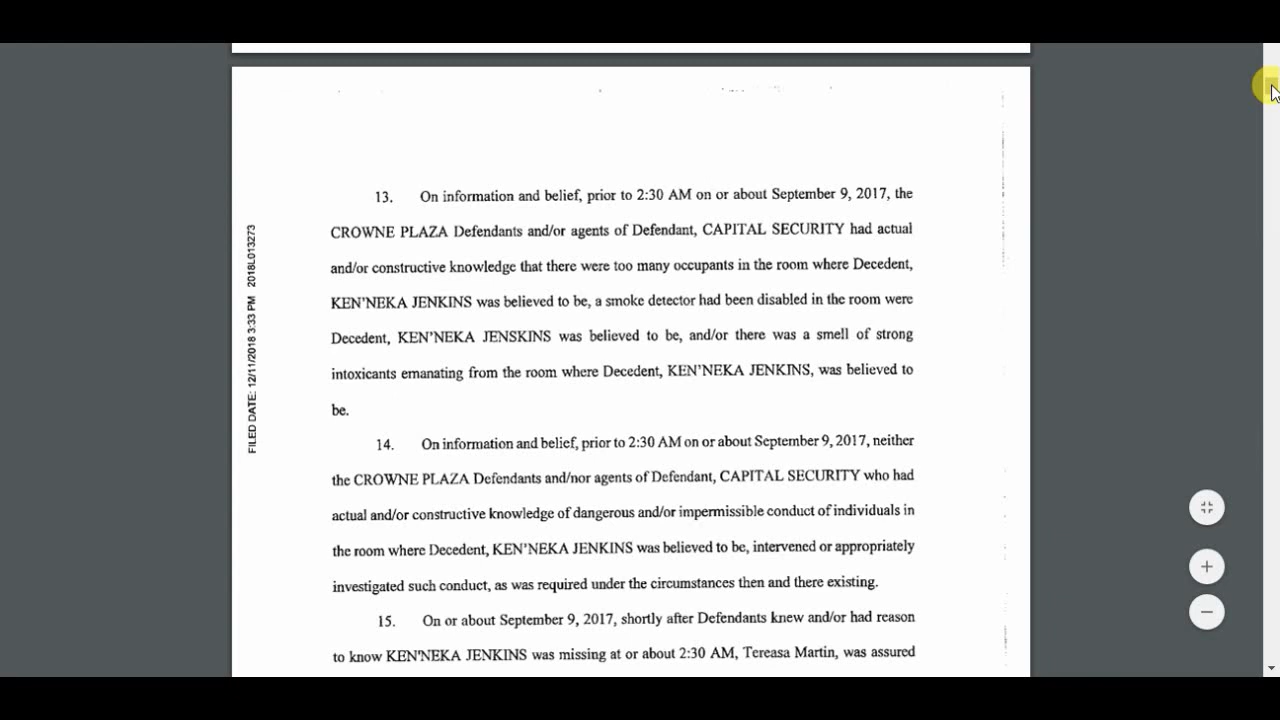 13. On information and belief, prior to 2:30 AM on or about September 9, 2017, the
CROWNE PLAZA Defendants and/or agents of Defendant, CAPITAL SECURITY had actual
and/or constructive knowledge that there were too many occupants in the room where Decedent,
KEN'NEKA JENKINS was believed to be, a smoke detector had been disabled in the room were
Decedent, KEN'NEKA JENSKINS was believed to be, and/or there was a smell of strong
intoxicants emanating from the room where Decedent, KEN'NEKA JENKINS, was believed to
be.
14. On information and belief, prior to 2:30 AM on or about September 9, 2017, neither
the CROWNE PLAZA Defendants and/nor agents of Defendant, CAPITAL SECURITY who had
actual and/or constructive knowledge of dangerous and/or impermissible conduct of individuals in
the room where Decedent, KEN'NEKA JENKINS was believed to be, intervened or appropriately
investigated such conduct, as was required under the circumstances then and there existing.
15. On or about September 9, 2017, shortly after Defendants knew and/or had reason
to know KEN'NEKA JENKINS was missing at or about 2:30 AM, Tereasa Martin, was assured
FILED DATE: 12/11/2018 3:33 PM 2018L013273